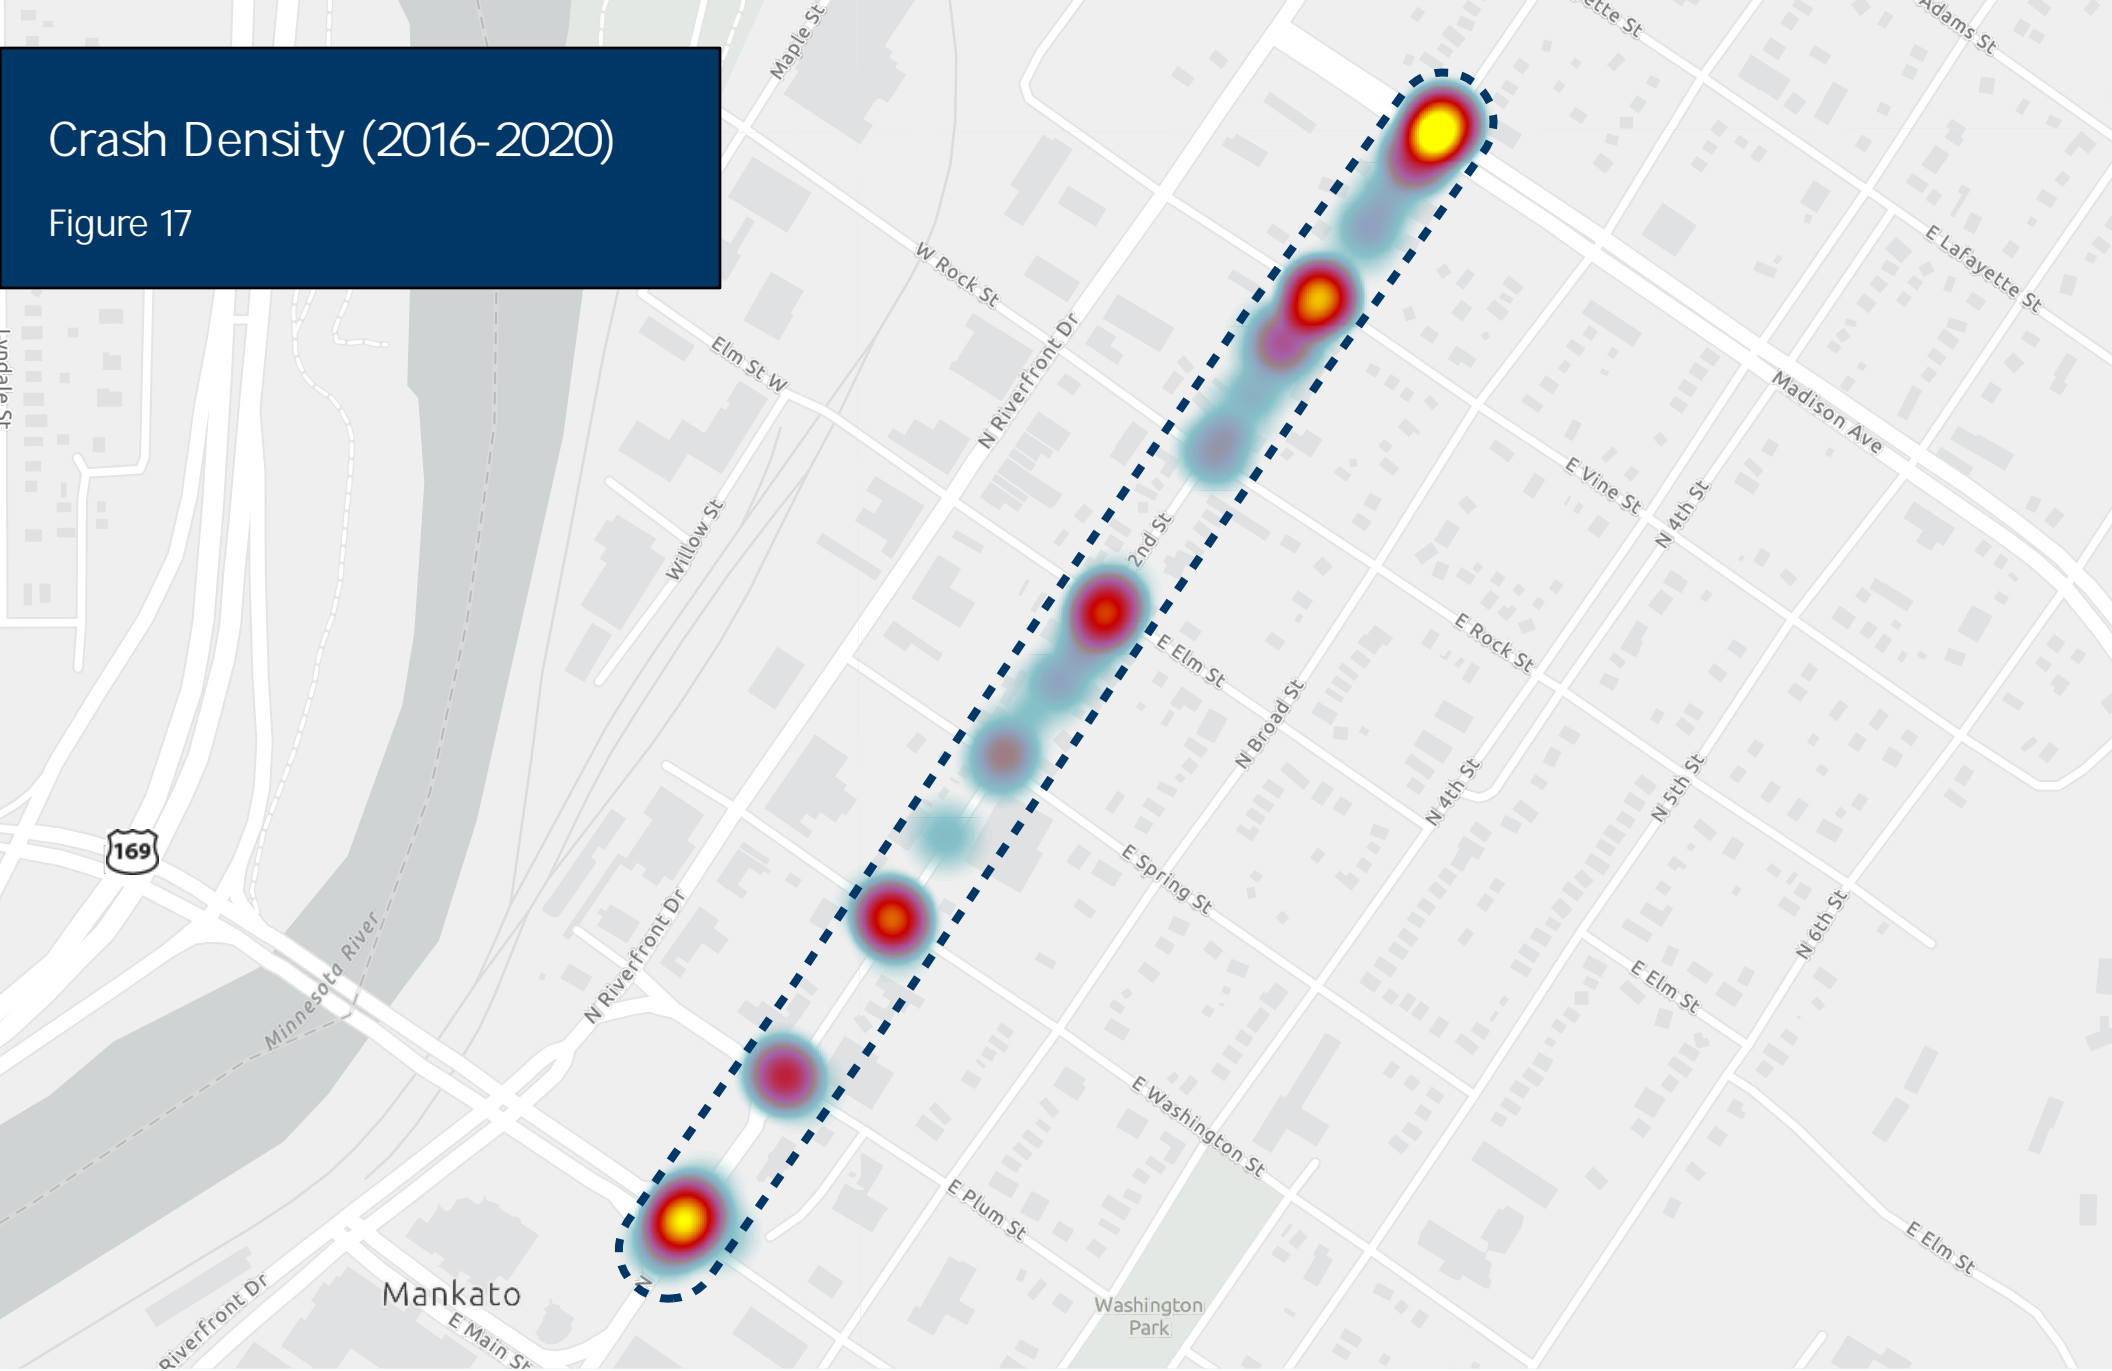 Crash Density (2016-2020)
Figure 17
Maple St
Adams St
E Lafayette St
W Rock St
N Riverfront Dr
Elm St W
Madison Ave
E Vine St
N 4th St
Willow St
2nd St
E Rock St
E Elm St
N Broad St
N 4th St
N 5th St
169
E Spring St
N 6th St
Minnesota River
N Riverfront Dr
E Elm St
E Washington St
E Plum St
E Elm St
N
Mankato
Riverfront Dr
E Main St
Washington
Park